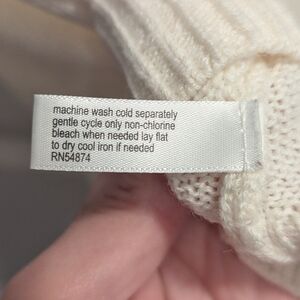 machine wash cold separately
gentle cycle only non-chlorine
bleach when needed lay flat
to dry cool iron if needed
RN54874